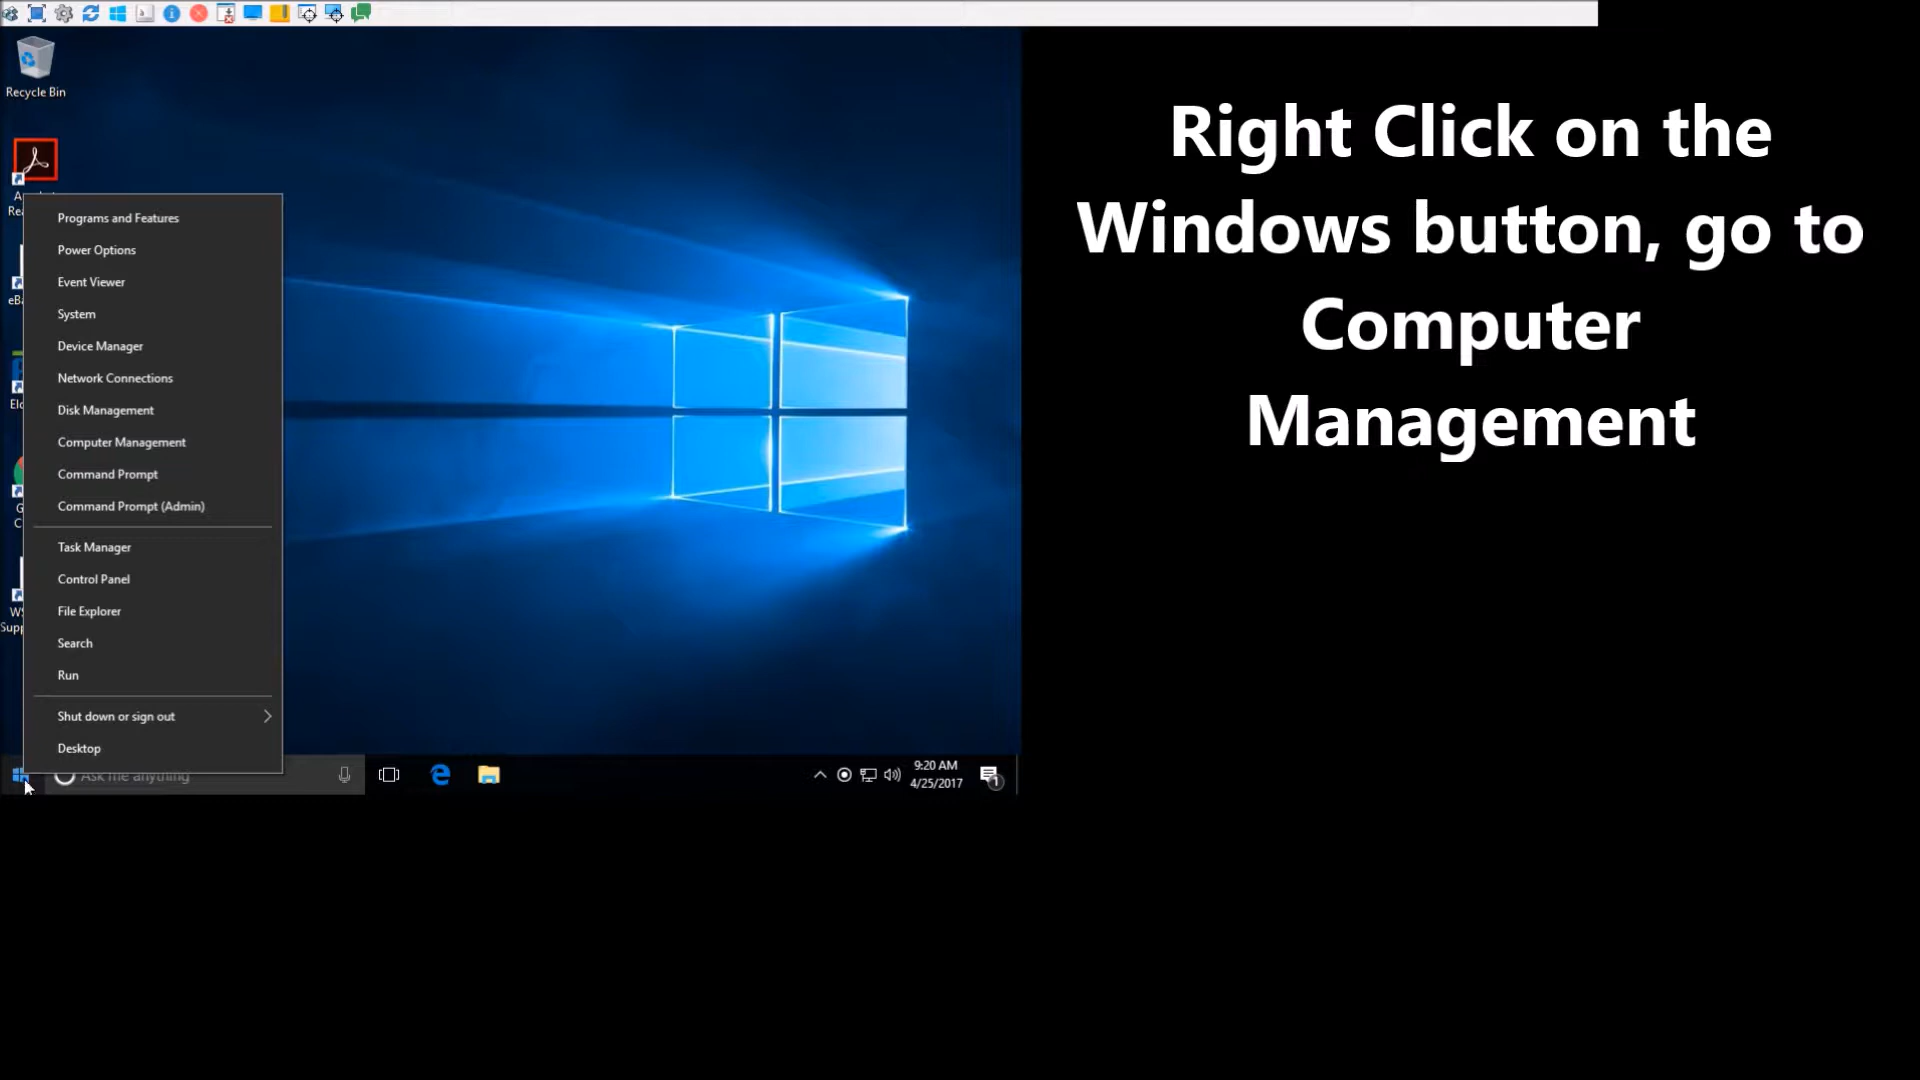 Recycle Bin
Programs and Features
Power Options
Event Viewer
System
Device Manager
Network Connections
Disk Management
Computer Management
Command Prompt
Command Prompt (Admin)
Task Manager
Control Panel
File Explorer
Search
Run
Shut down or sign out
Desktop
Ask me anything
9:20 AM
4/25/2017
1
Right Click on the
Windows button, go to
Computer
Management